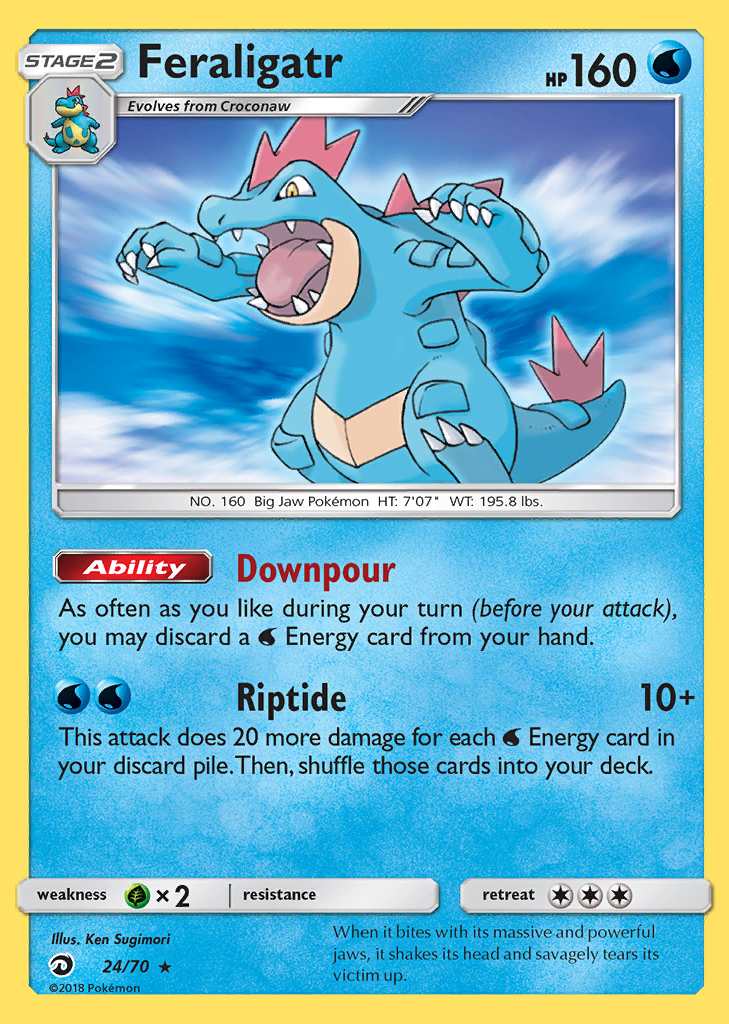 STAGE2
Feraligatr
HP160
Evolves from Croconaw
NO. 160 Big Jaw Pokémon HT: 7'07" WT: 195.8 lbs.
Ability Downpour
As often as you like during your turn (before your attack),
you may discard a Energy card from your hand.
Riptide 10+
This attack does 20 more damage for each Energy card in
your discard pile. Then, shuffle those cards into your deck.
weakness ×2 resistance retreat
Illus. Ken Sugimori
24/70 ★
©2018 Pokémon
When it bites with its massive and powerful
jaws, it shakes its head and savagely tears its
victim up.